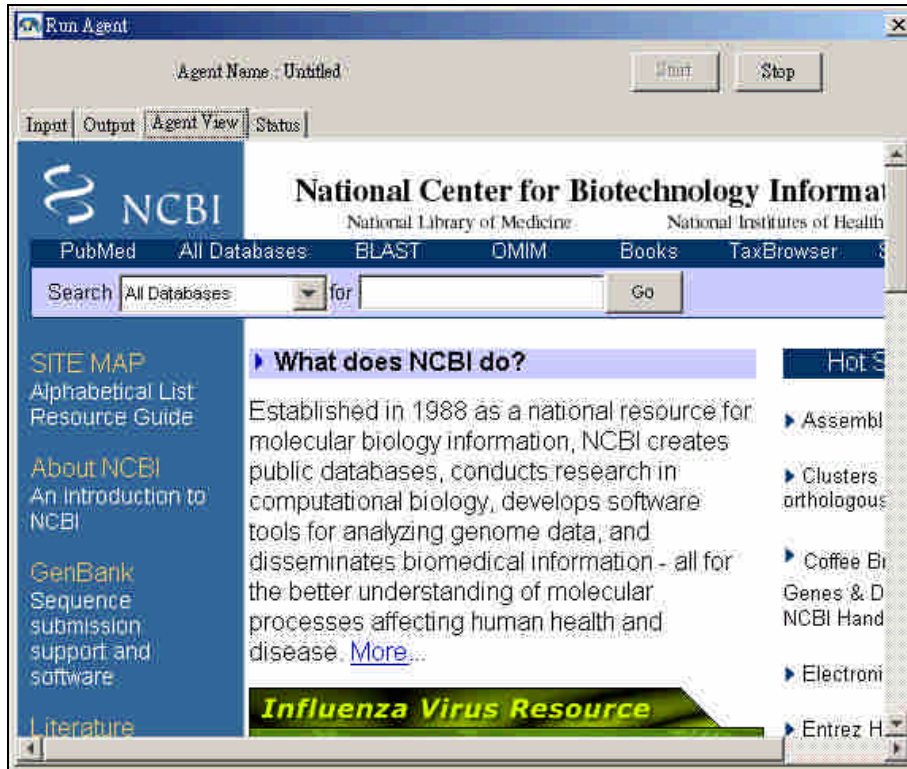 Run Agent
Agent Name : Untitled
Start Stop
Input Output Agent View Status
NCBI
National Center for Biotechnology Informat
National Library of Medicine National Institutes of Health
PubMed All Databases BLAST OMIM Books TaxBrowser S
Search All Databases for Go
SITE MAP
Alphabetical List
Resource Guide
About NCBI
An introduction to
NCBI
GenBank
Sequence
submission
support and
software
Literature
What does NCBI do?
Established in 1988 as a national resource for
molecular biology information, NCBI creates
public databases, conducts research in
computational biology, develops software
tools for analyzing genome data, and
disseminates biomedical information - all for
the better understanding of molecular
processes affecting human health and
disease. More...
Influenza Virus Resource
Hot S
Assembl
Clusters
orthologous
Coffee Br
Genes & D
NCBI Hand
Electroni
Entrez H